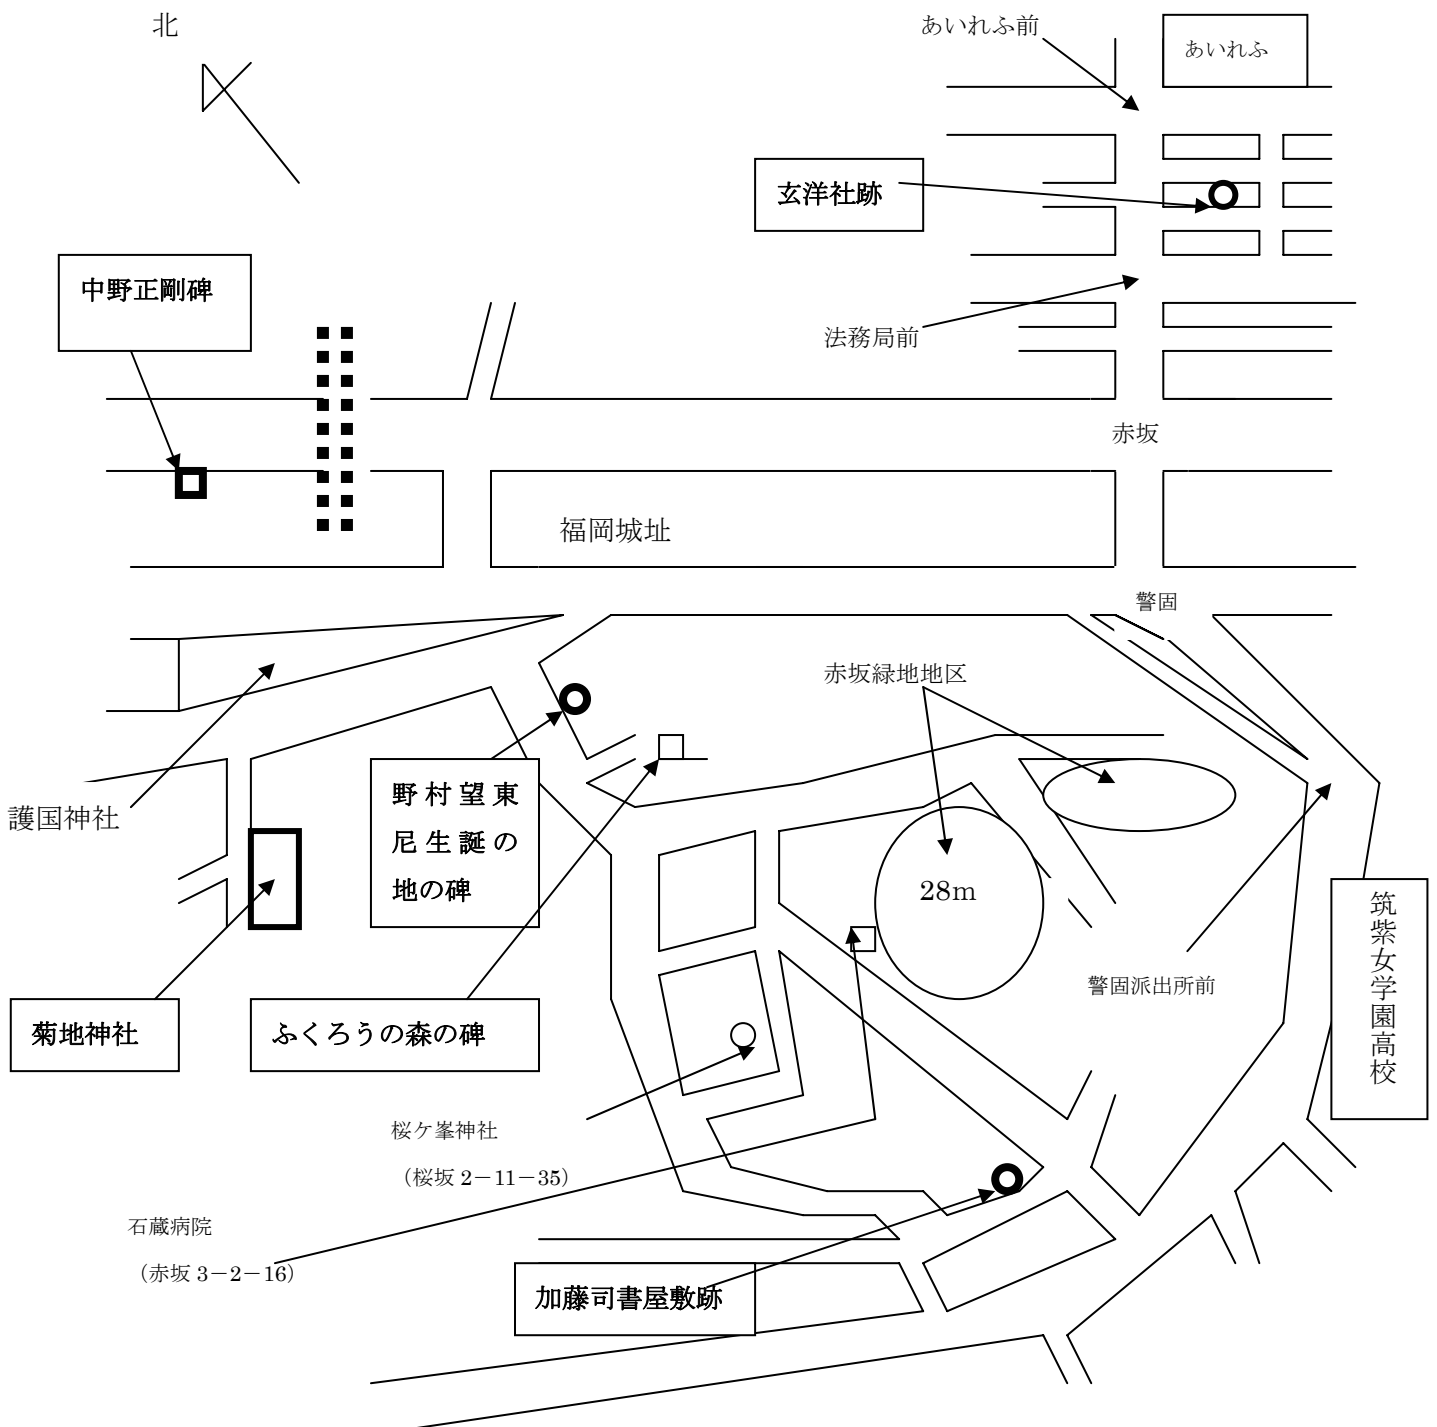 北
あいれふ前
あいれふ
玄洋社跡
中野正剛碑
法務局前
赤坂
福岡城址
警固
赤坂緑地地区
護国神社
野村望東
尼生誕の
地の碑
28m
筑紫女学園高校
警固派出所前
菊地神社
ふくろうの森の碑
桜ケ峯神社
（桜坂 2－11－35）
石蔵病院
（赤坂 3－2－16）
加藤司書屋敷跡